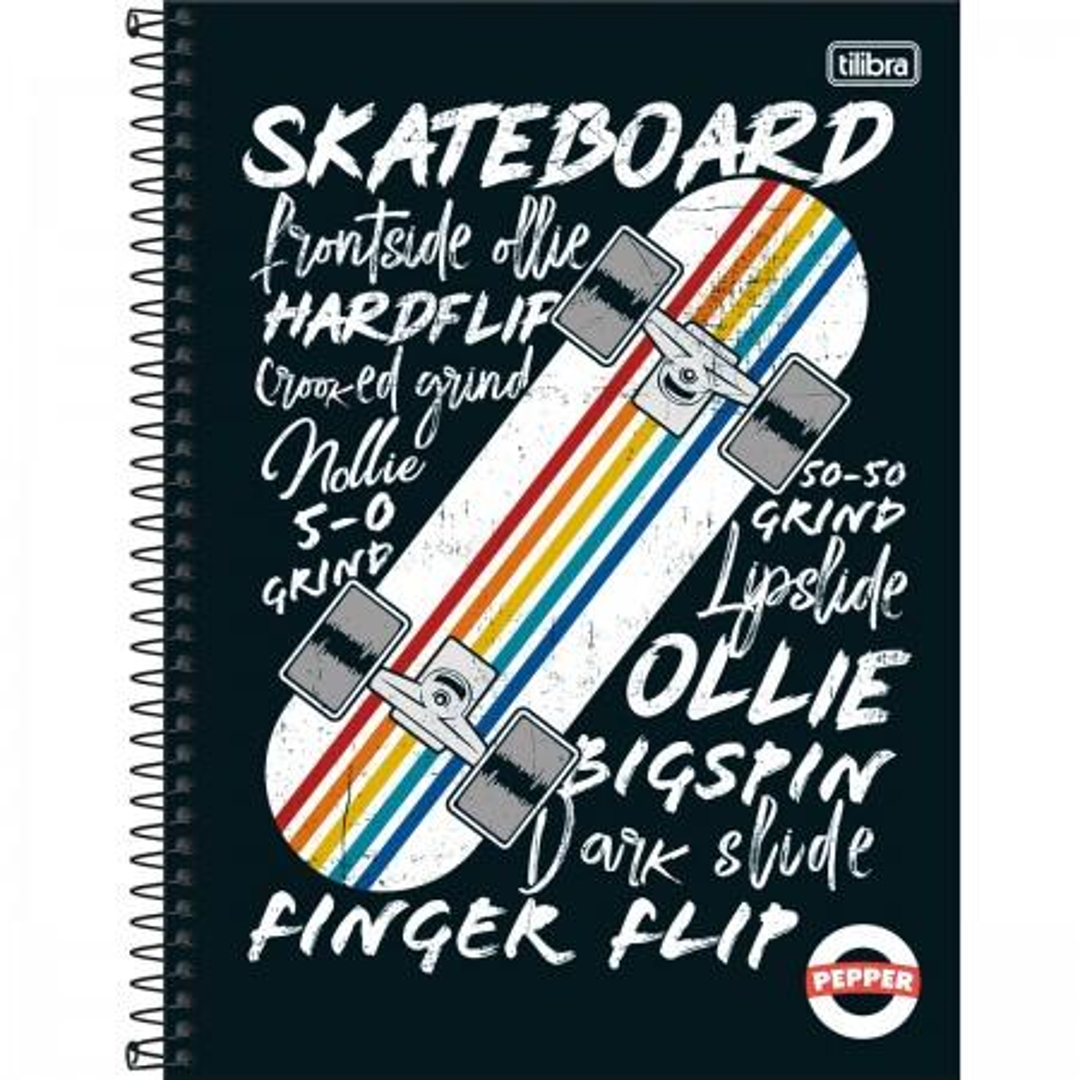 tilibra
SKATEBOARD
frontside ollie
HARDFLIP
Crooked grind
Nollie
5-0
GRIND
50-50
GRIND
Lipslide
OLLIE
BIGSPIN
Dark slide
FINGER FLIP
PEPPER